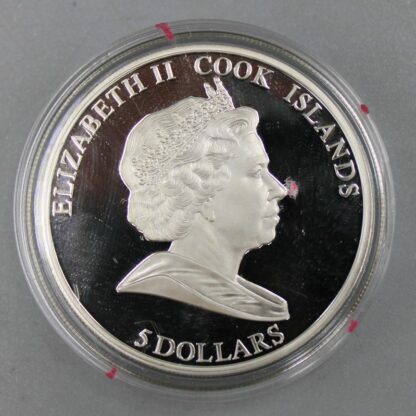 ELIZABETH II COOK ISLANDS
5 DOLLARS